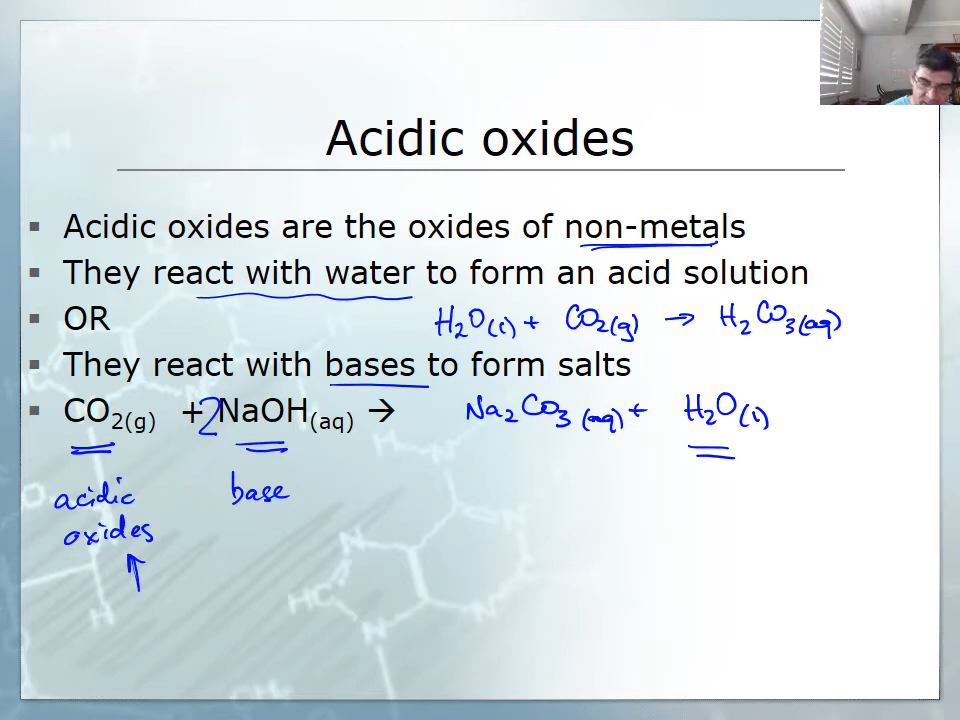 Acidic oxides
▪ Acidic oxides are the oxides of non-metals
▪ They react with water to form an acid solution
▪ OR H₂O(l) + CO₂(g) → H₂CO₃(aq)
▪ They react with bases to form salts
▪ CO₂(g) + 2 NaOH(aq) → Na₂CO₃(aq) + H₂O(l)
acidic base
oxides